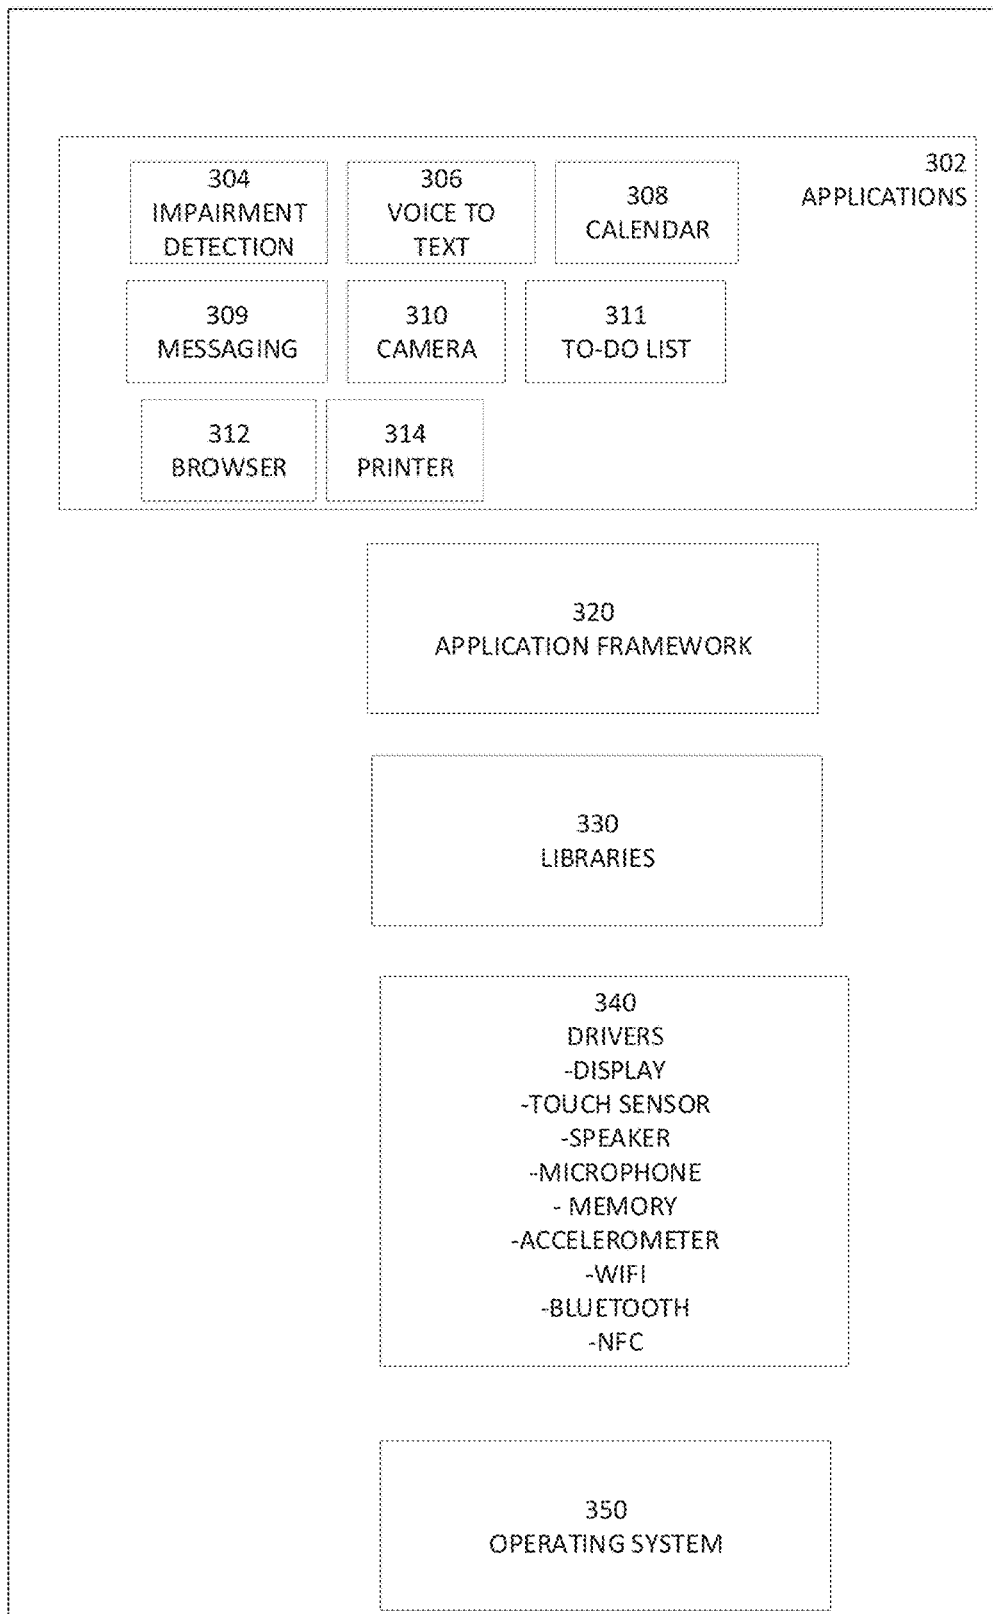 302
APPLICATIONS
304
IMPAIRMENT
DETECTION
306
VOICE TO
TEXT
308
CALENDAR
309
MESSAGING
310
CAMERA
311
TO-DO LIST
312
BROWSER
314
PRINTER
320
APPLICATION FRAMEWORK
330
LIBRARIES
340
DRIVERS
-DISPLAY
-TOUCH SENSOR
-SPEAKER
-MICROPHONE
- MEMORY
-ACCELEROMETER
-WIFI
-BLUETOOTH
-NFC
350
OPERATING SYSTEM